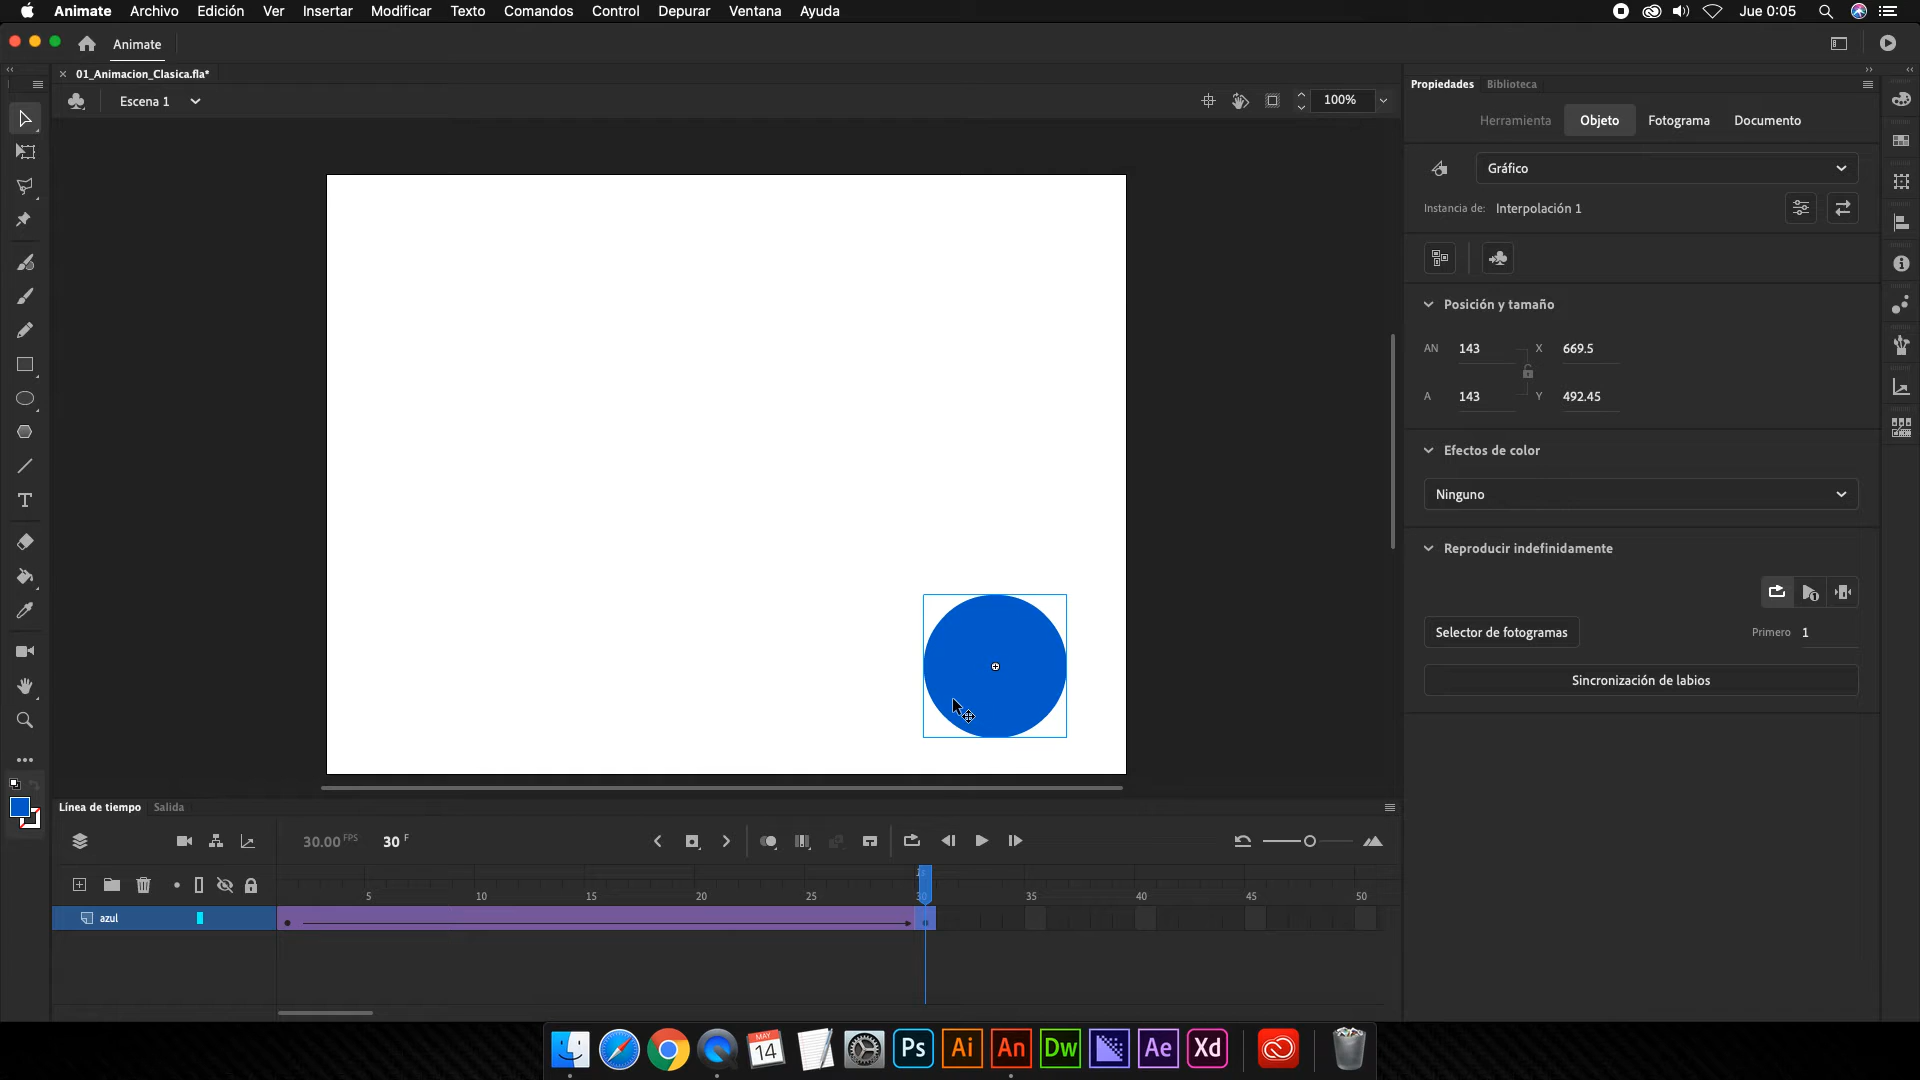 Animate Archivo Edición Ver Insertar Modificar Texto Comandos Control Depurar Ventana Ayuda Jue 0:05
Animate
× 01_Animacion_Clasica.fla*
Escena 1 100%
Propiedades Biblioteca
Herramienta Objeto Fotograma Documento
Gráfico
Instancia de: Interpolación 1
Posición y tamaño
AN 143 X 669.5
A 143 Y 492.45
Efectos de color
Ninguno
Reproducir indefinidamente
Selector de fotogramas Primero 1
Sincronización de labios
T
Línea de tiempo Salida
30.00 FPS 30 F
1s
5 10 15 20 25 30 35 40 45 50
azul
MAY
14
Ps Ai An Dw Ae Xd